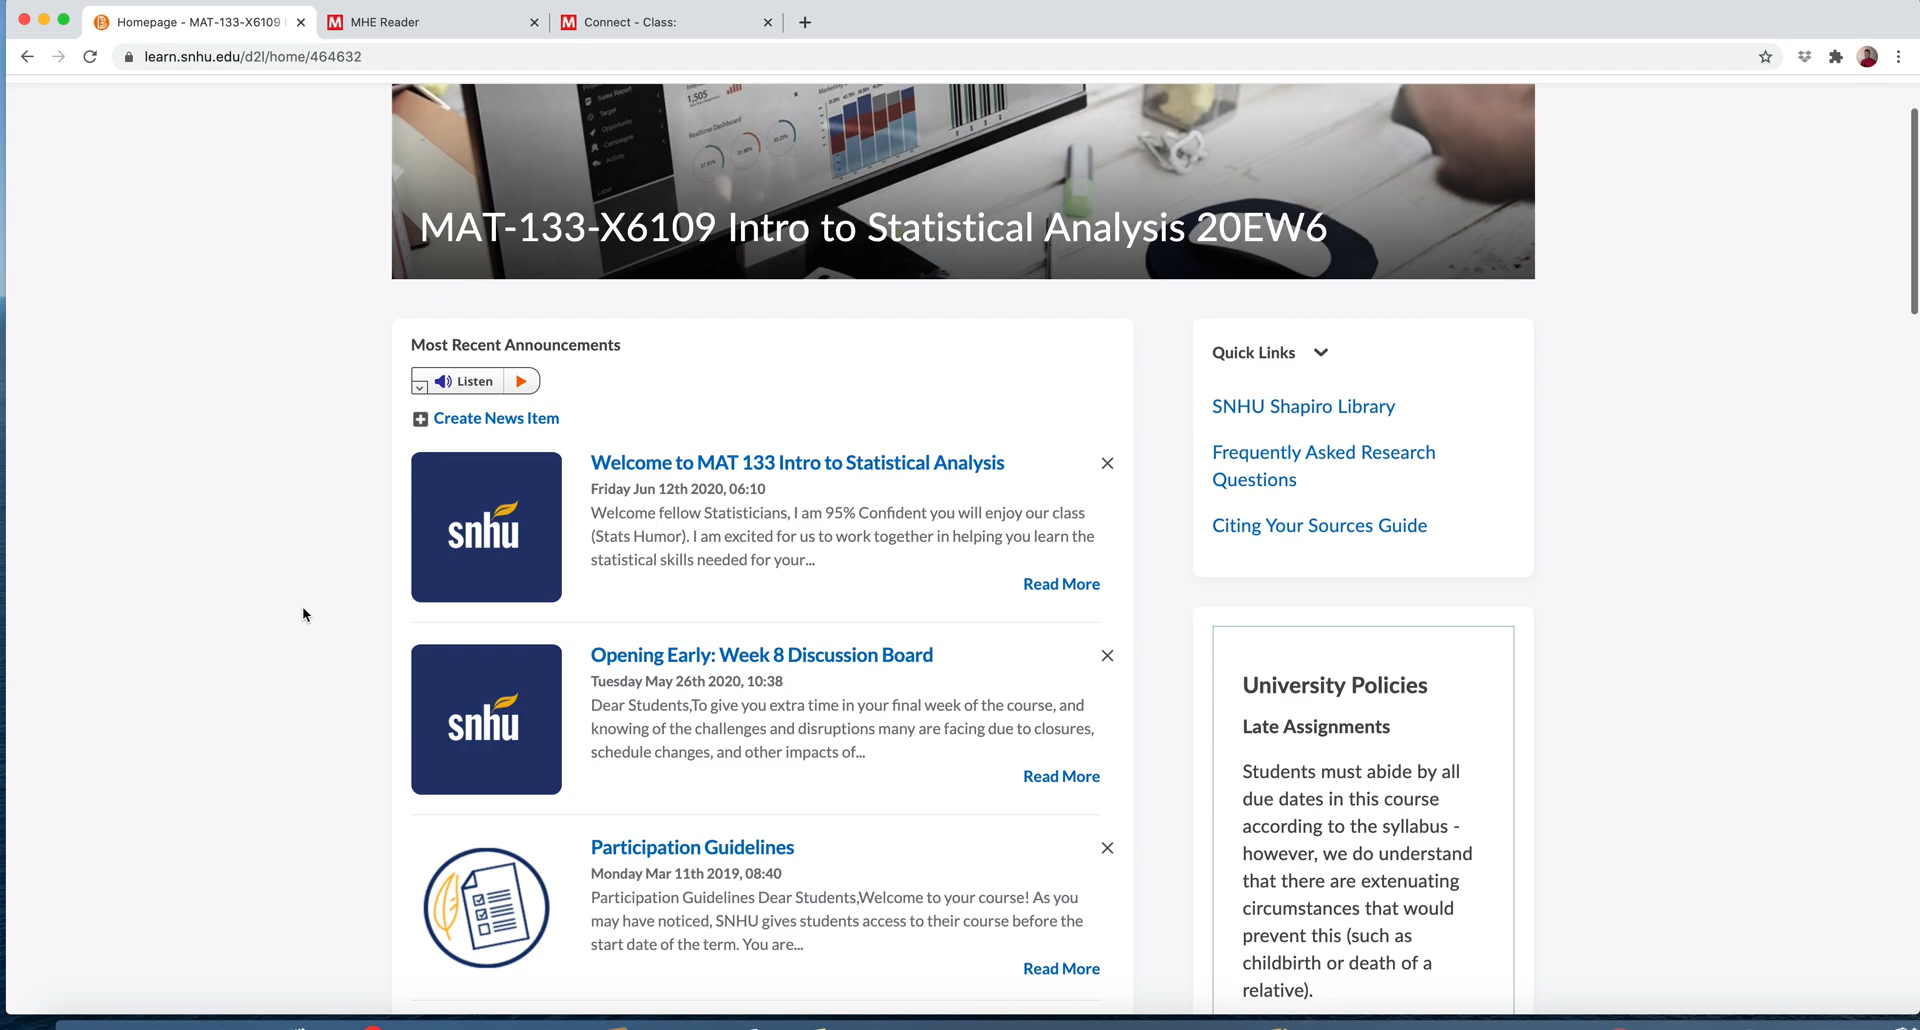 Homepage - MAT-133-X6109
MHE Reader
Connect - Class:
learn.snhu.edu/d2l/home/464632
Sales Report
Target
Opportunity
Campaigns
Activity
Label
1,505
Realtime Dashboard
MAT-133-X6109 Intro to Statistical Analysis 20EW6
Most Recent Announcements
Listen
Create News Item
snhu
Welcome to MAT 133 Intro to Statistical Analysis
Friday Jun 12th 2020, 06:10
Welcome fellow Statisticians, I am 95% Confident you will enjoy our class
(Stats Humor). I am excited for us to work together in helping you learn the
statistical skills needed for your...
Read More
snhu
Opening Early: Week 8 Discussion Board
Tuesday May 26th 2020, 10:38
Dear Students,To give you extra time in your final week of the course, and
knowing of the challenges and disruptions many are facing due to closures,
schedule changes, and other impacts of...
Read More
Participation Guidelines
Monday Mar 11th 2019, 08:40
Participation Guidelines Dear Students,Welcome to your course! As you
may have noticed, SNHU gives students access to their course before the
start date of the term. You are...
Read More
Quick Links
SNHU Shapiro Library
Frequently Asked Research
Questions
Citing Your Sources Guide
University Policies
Late Assignments
Students must abide by all
due dates in this course
according to the syllabus -
however, we do understand
that there are extenuating
circumstances that would
prevent this (such as
childbirth or death of a
relative).